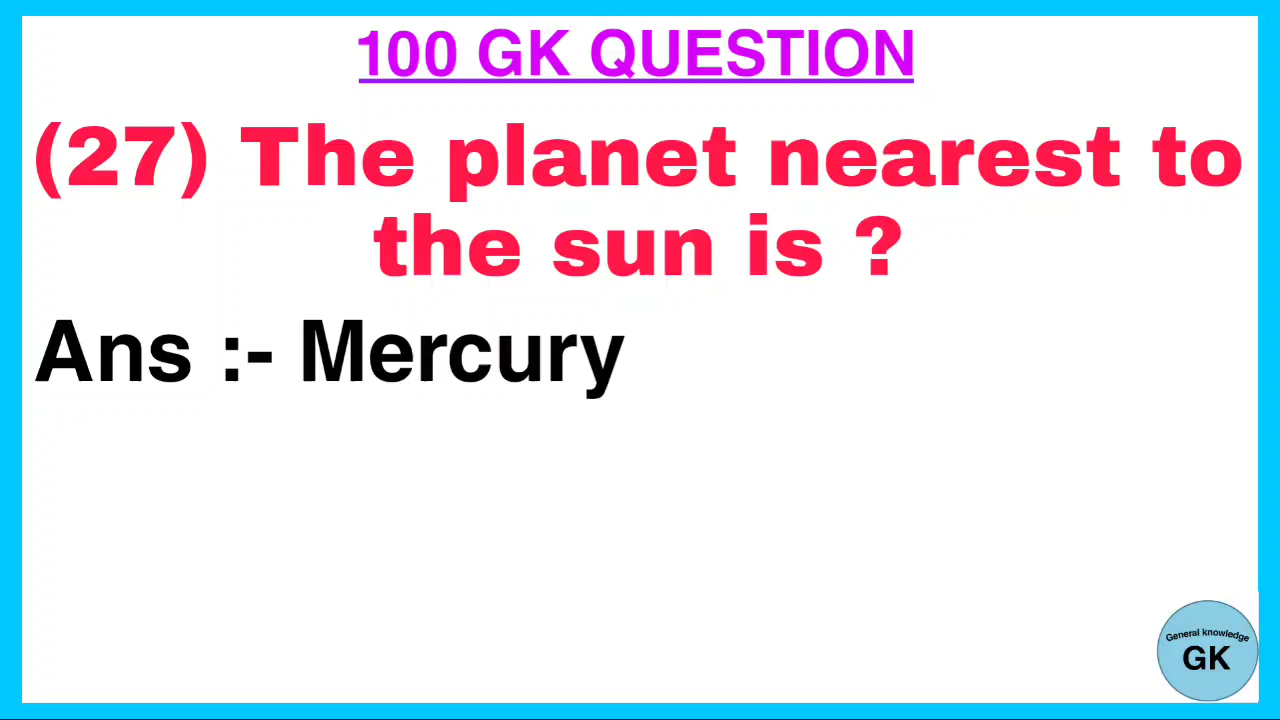 100 GK QUESTION
(27) The planet nearest to
the sun is ?
Ans :- Mercury
General knowledge
GK